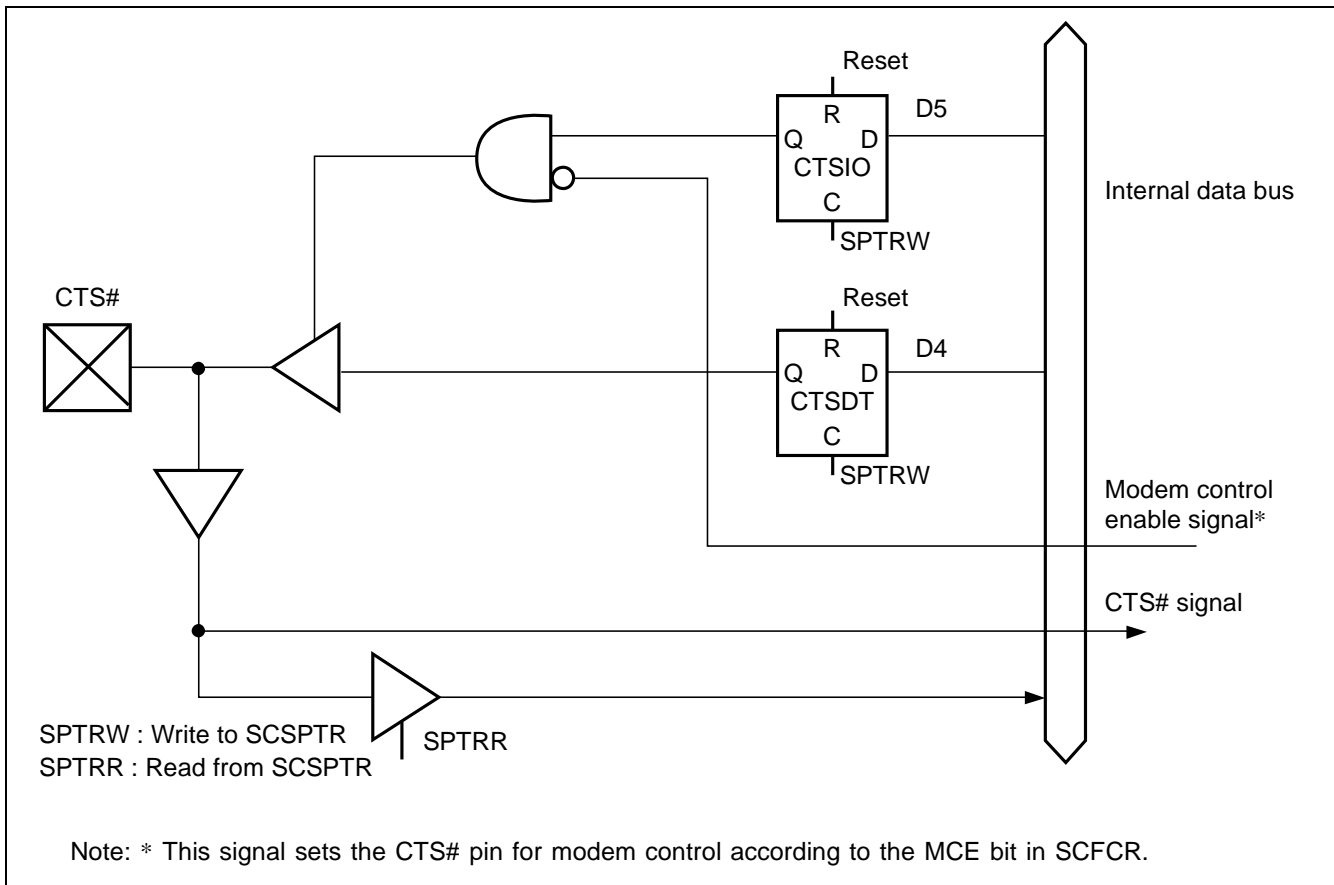 Reset
R
D5
Q
D
CTSIO
C
SPTRW
Internal data bus
CTS#
Reset
R
D4
Q
D
CTSDT
C
SPTRW
Modem control
enable signal*
CTS# signal
SPTRW : Write to SCSPTR
SPTRR
SPTRR : Read from SCSPTR
Note: * This signal sets the CTS# pin for modem control according to the MCE bit in SCFCR.